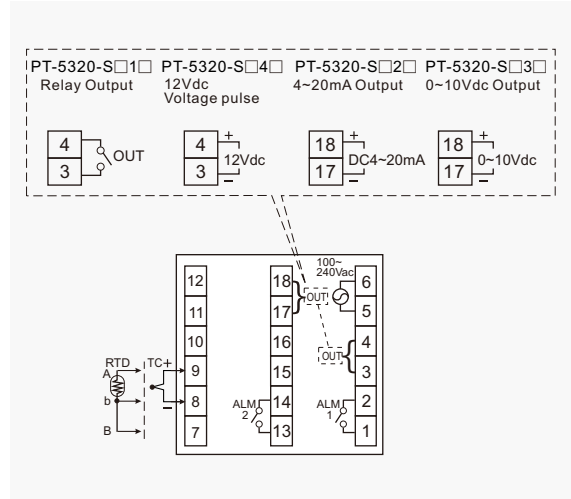 PT-5320-S□1□ PT-5320-S□4□ PT-5320-S□2□ PT-5320-S□3□
Relay Output 12Vdc 4~20mA Output 0~10Vdc Output
Voltage pulse
4 OUT 4 + 18 + 18 +
12Vdc DC4~20mA 0~10Vdc
3 3 − 17 − 17 −
100~
240Vac
12 18 OUT 6
11 17 5
10 16 4
OUT
RTD TC+
A 9 15 3
b − 8 ALM 2 14 ALM 1 2
B 7 13 1